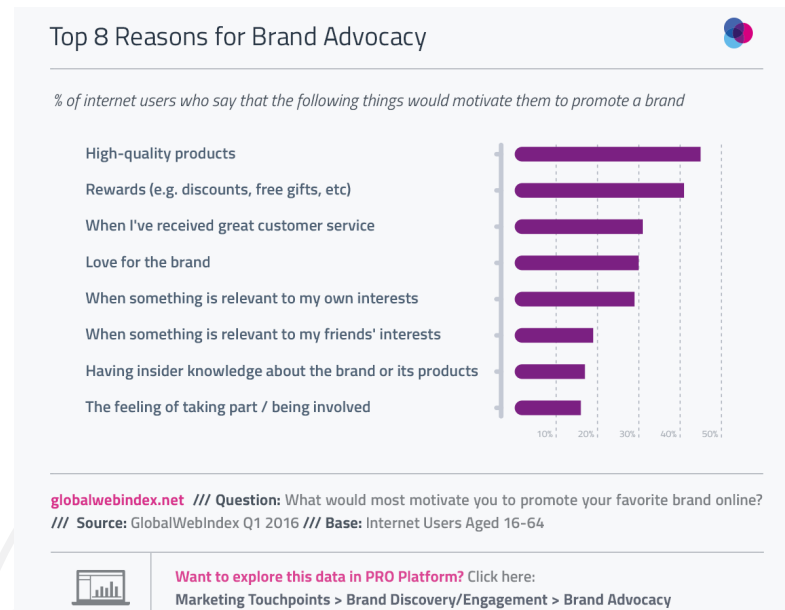 Top 8 Reasons for Brand Advocacy
% of internet users who say that the following things would motivate them to promote a brand
High-quality products
Rewards (e.g. discounts, free gifts, etc)
When I've received great customer service
Love for the brand
When something is relevant to my own interests
When something is relevant to my friends' interests
Having insider knowledge about the brand or its products
The feeling of taking part / being involved
10% 20% 30% 40% 50%
globalwebindex.net /// Question: What would most motivate you to promote your favorite brand online?
/// Source: GlobalWebIndex Q1 2016 /// Base: Internet Users Aged 16-64
Want to explore this data in PRO Platform? Click here:
Marketing Touchpoints > Brand Discovery/Engagement > Brand Advocacy